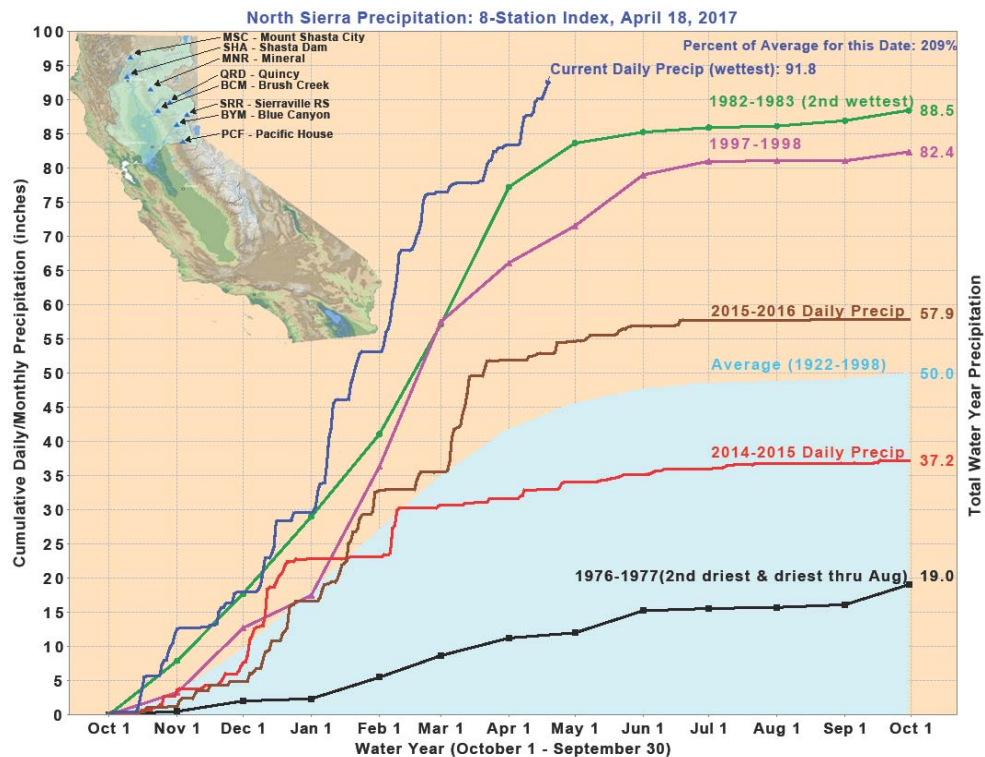 North Sierra Precipitation: 8-Station Index, April 18, 2017
Percent of Average for this Date: 209%
Current Daily Precip (wettest): 91.8
MSC - Mount Shasta City
SHA - Shasta Dam
MNR - Mineral
QRD - Quincy
BCM - Brush Creek
SRR - Sierraville RS
BYM - Blue Canyon
PCF - Pacific House
1982-1983 (2nd wettest) 88.5
1997-1998 82.4
2015-2016 Daily Precip 57.9
Average (1922-1998) 50.0
2014-2015 Daily Precip 37.2
1976-1977(2nd driest & driest thru Aug) 19.0
Cumulative Daily/Monthly Precipitation (inches)
100
95
90
85
80
75
70
65
60
55
50
45
40
35
30
25
20
15
10
5
0
Total Water Year Precipitation
Oct 1 Nov 1 Dec 1 Jan 1 Feb 1 Mar 1 Apr 1 May 1 Jun 1 Jul 1 Aug 1 Sep 1 Oct 1
Water Year (October 1 - September 30)